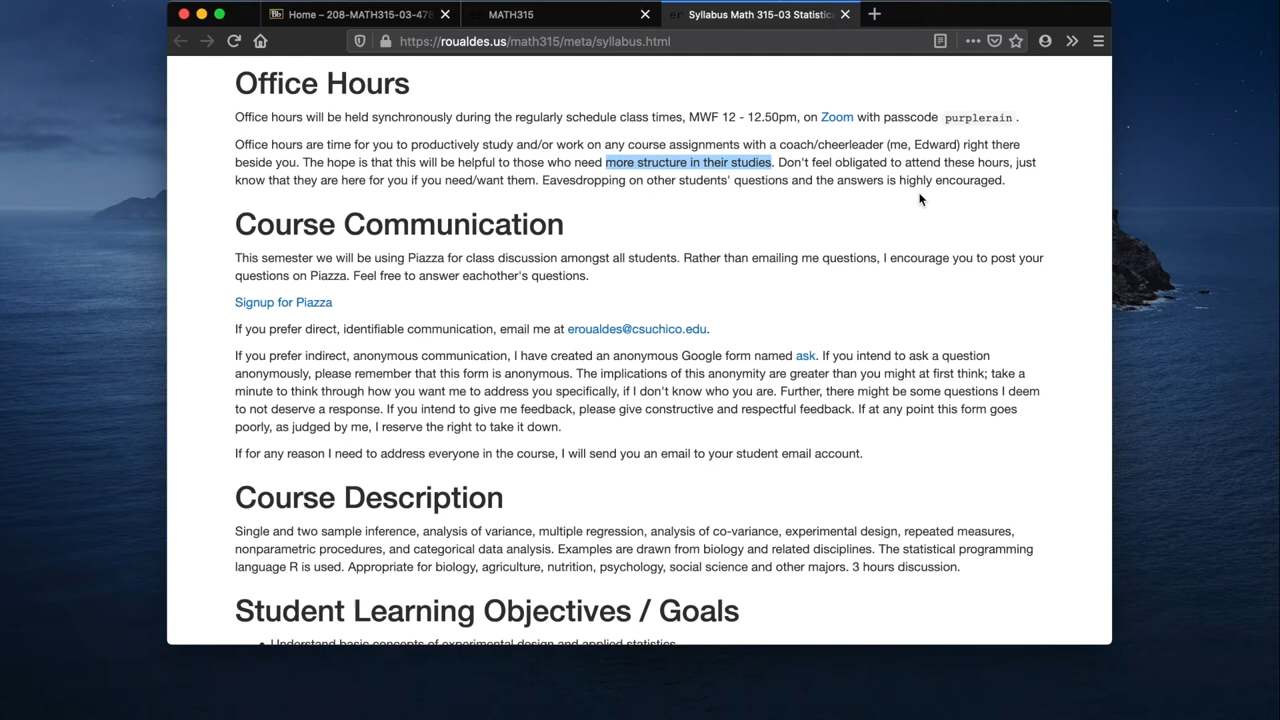 Home – 208-MATH315-03-478
MATH315
Syllabus Math 315-03 Statistic
https://roualdes.us/math315/meta/syllabus.html
Office Hours
Office hours will be held synchronously during the regularly schedule class times, MWF 12 - 12.50pm, on Zoom with passcode purplerain.
Office hours are time for you to productively study and/or work on any course assignments with a coach/cheerleader (me, Edward) right there
beside you. The hope is that this will be helpful to those who need more structure in their studies. Don't feel obligated to attend these hours, just
know that they are here for you if you need/want them. Eavesdropping on other students' questions and the answers is highly encouraged.
Course Communication
This semester we will be using Piazza for class discussion amongst all students. Rather than emailing me questions, I encourage you to post your
questions on Piazza. Feel free to answer eachother's questions.
Signup for Piazza
If you prefer direct, identifiable communication, email me at eroualdes@csuchico.edu.
If you prefer indirect, anonymous communication, I have created an anonymous Google form named ask. If you intend to ask a question
anonymously, please remember that this form is anonymous. The implications of this anonymity are greater than you might at first think; take a
minute to think through how you want me to address you specifically, if I don't know who you are. Further, there might be some questions I deem
to not deserve a response. If you intend to give me feedback, please give constructive and respectful feedback. If at any point this form goes
poorly, as judged by me, I reserve the right to take it down.
If for any reason I need to address everyone in the course, I will send you an email to your student email account.
Course Description
Single and two sample inference, analysis of variance, multiple regression, analysis of co-variance, experimental design, repeated measures,
nonparametric procedures, and categorical data analysis. Examples are drawn from biology and related disciplines. The statistical programming
language R is used. Appropriate for biology, agriculture, nutrition, psychology, social science and other majors. 3 hours discussion.
Student Learning Objectives / Goals
• Understand basic concepts of experimental design and applied statistics.